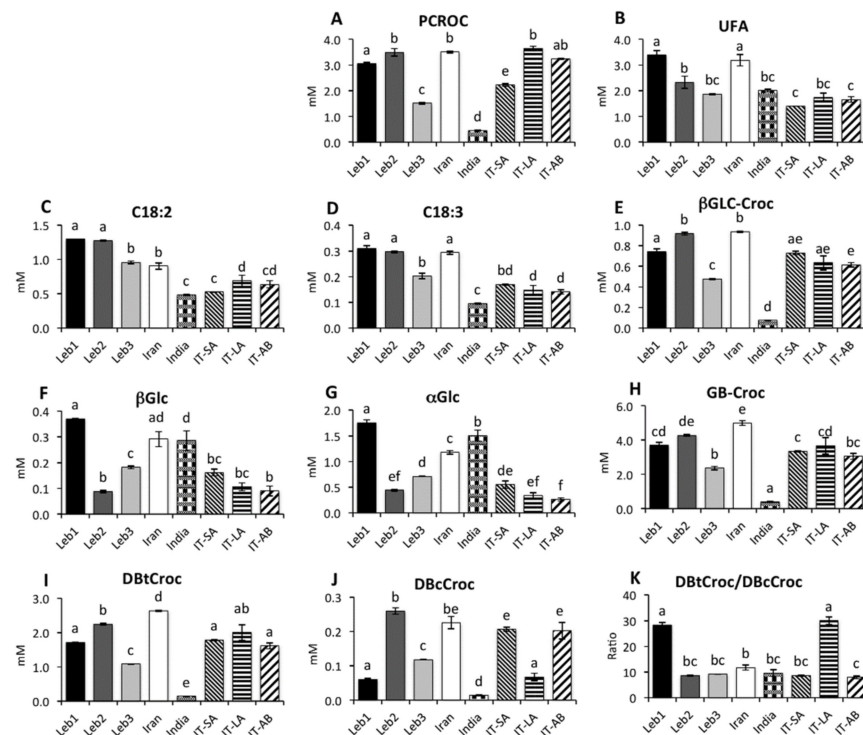 A PCROC
a b c b d e b ab
4.0
3.0
2.0
1.0
0.0
mM
Leb1 Leb2 Leb3 Iran India IT-SA IT-LA IT-AB
B UFA
a b bc a bc c bc c
4.0
3.0
2.0
1.0
0.0
mM
Leb1 Leb2 Leb3 Iran India IT-SA IT-LA IT-AB
C C18:2
a a b b c c d cd
1.5
1.0
0.5
0.0
mM
Leb1 Leb2 Leb3 Iran India IT-SA IT-LA IT-AB
D C18:3
a a b a c bd d d
0.4
0.3
0.2
0.1
0.0
mM
Leb1 Leb2 Leb3 Iran India IT-SA IT-LA IT-AB
E βGLC-Croc
a b c b d ae ae e
1.0
0.8
0.6
0.4
0.2
0.0
mM
Leb1 Leb2 Leb3 Iran India IT-SA IT-LA IT-AB
F βGlc
a b c ad d bc bc b
0.4
0.3
0.2
0.1
0.0
mM
Leb1 Leb2 Leb3 Iran India IT-SA IT-LA IT-AB
G αGlc
a ef d c b de ef f
2.0
1.5
1.0
0.5
0.0
mM
Leb1 Leb2 Leb3 Iran India IT-SA IT-LA IT-AB
H GB-Croc
cd de b e a c cd bc
6.0
4.0
2.0
0.0
mM
Leb1 Leb2 Leb3 Iran India IT-SA IT-LA IT-AB
I DBtCroc
a b c d e a ab a
3.0
2.0
1.0
0.0
mM
Leb1 Leb2 Leb3 Iran India IT-SA IT-LA IT-AB
J DBcCroc
a b c be d e a e
0.3
0.2
0.1
0.0
mM
Leb1 Leb2 Leb3 Iran India IT-SA IT-LA IT-AB
K DBtCroc/DBcCroc
a bc bc b bc bc a c
40
30
20
10
0
Ratio
Leb1 Leb2 Leb3 Iran India IT-SA IT-LA IT-AB